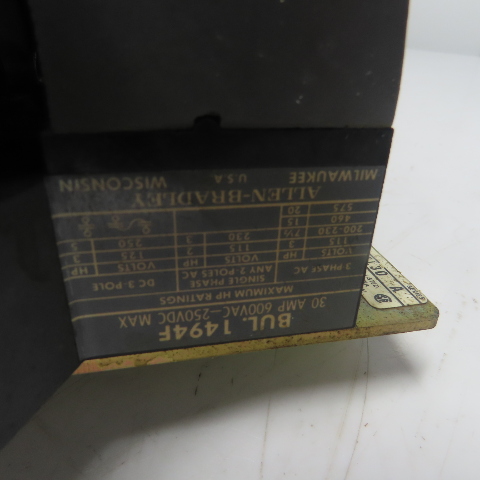 BUL. 1494F
30 AMP 600VAC–250VDC MAX
MAXIMUM HP RATINGS
3 PHASE AC SINGLE PHASE DC 3 POLE
ANY 2 POLES AC
VOLTS HP VOLTS HP VOLTS HP
115 3 115 2 125 3
200-230 7½ 230 3 250 5
460 15
575 20
ALLEN-BRADLEY
MILWAUKEE U.S.A. WISCONSIN